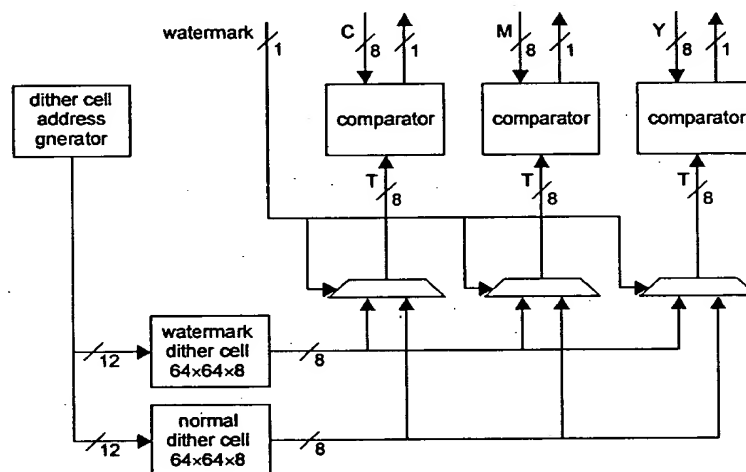 watermark
1
C
8
1
M
8
1
Y
8
1
dither cell
address
gnerator
comparator
comparator
comparator
T
8
T
8
T
8
watermark
dither cell
64×64×8
12
8
normal
dither cell
64×64×8
12
8